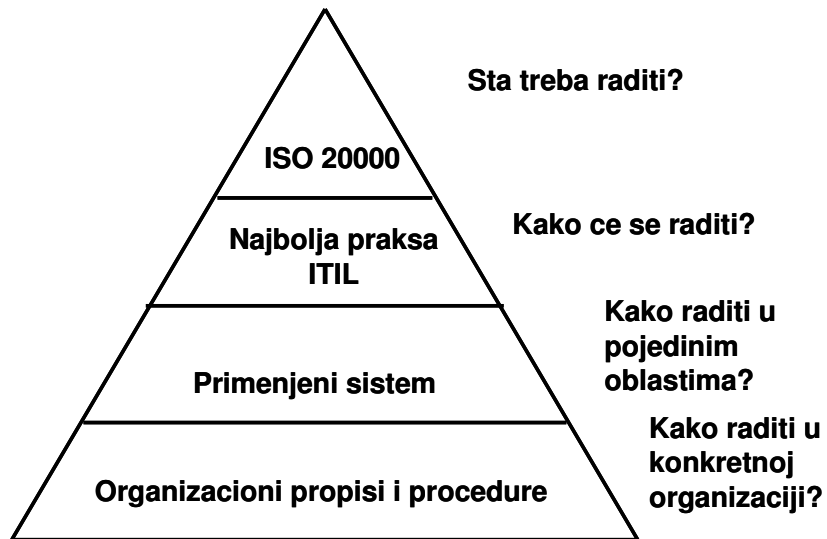 Sta treba raditi?
ISO 20000
Kako ce se raditi?
Najbolja praksa
ITIL
Kako raditi u
pojedinim
oblastima?
Primenjeni sistem
Kako raditi u
konkretnoj
organizaciji?
Organizacioni propisi i procedure